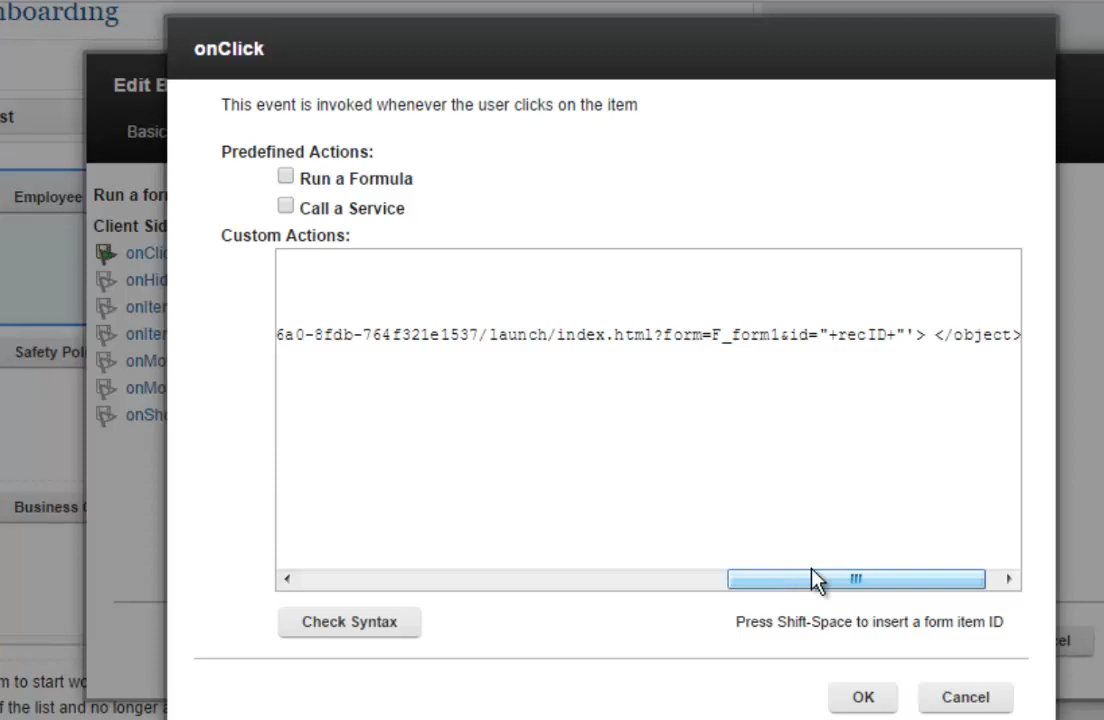 nboarding
onClick
Edit
This event is invoked whenever the user clicks on the item
st
Basic
Predefined Actions:
Run a Formula
Employee
Run a for
Call a Service
Client Sid
Custom Actions:
onClic
onHid
onIter
onIter
6a0-8fdb-764f321e1537/launch/index.html?form=F_form1&id="+recID+"'> </object>
Safety Poli
onMo
onMo
onSho
Business
Check Syntax
Press Shift-Space to insert a form item ID
cel
m to start wo
OK
Cancel
f the list and no longer a